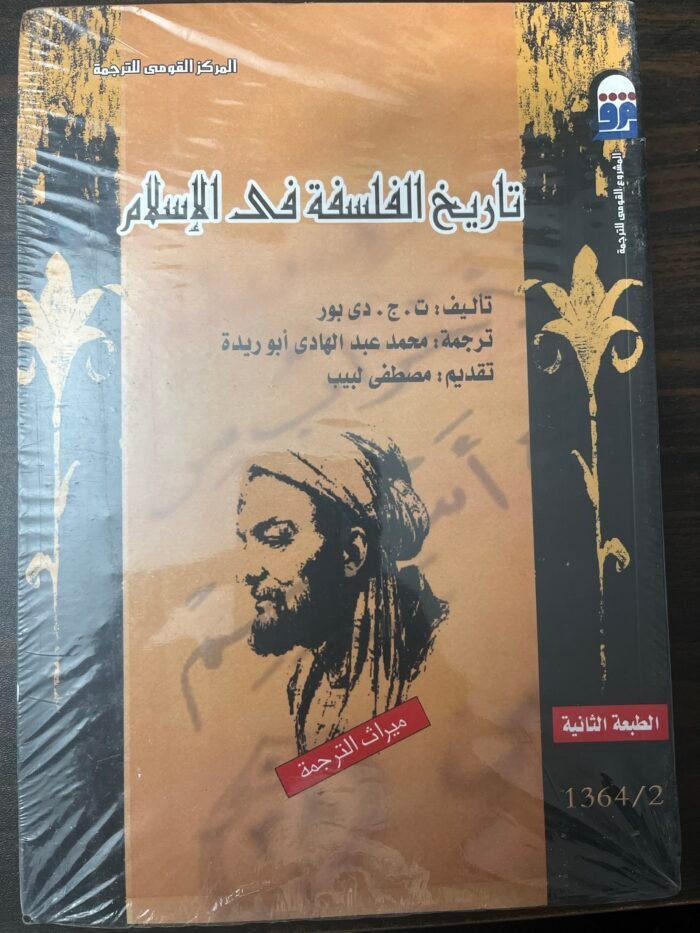 المركز القومى للترجمة
المشروع القومى للترجمة
تاريخ الفلسفة فى الإسلام
تأليف: ت. ج. دى بور
ترجمة: محمد عبد الهادى أبو ريدة
تقديم: مصطفى لبيب
ميراث الترجمة
الطبعة الثانية
1364/2